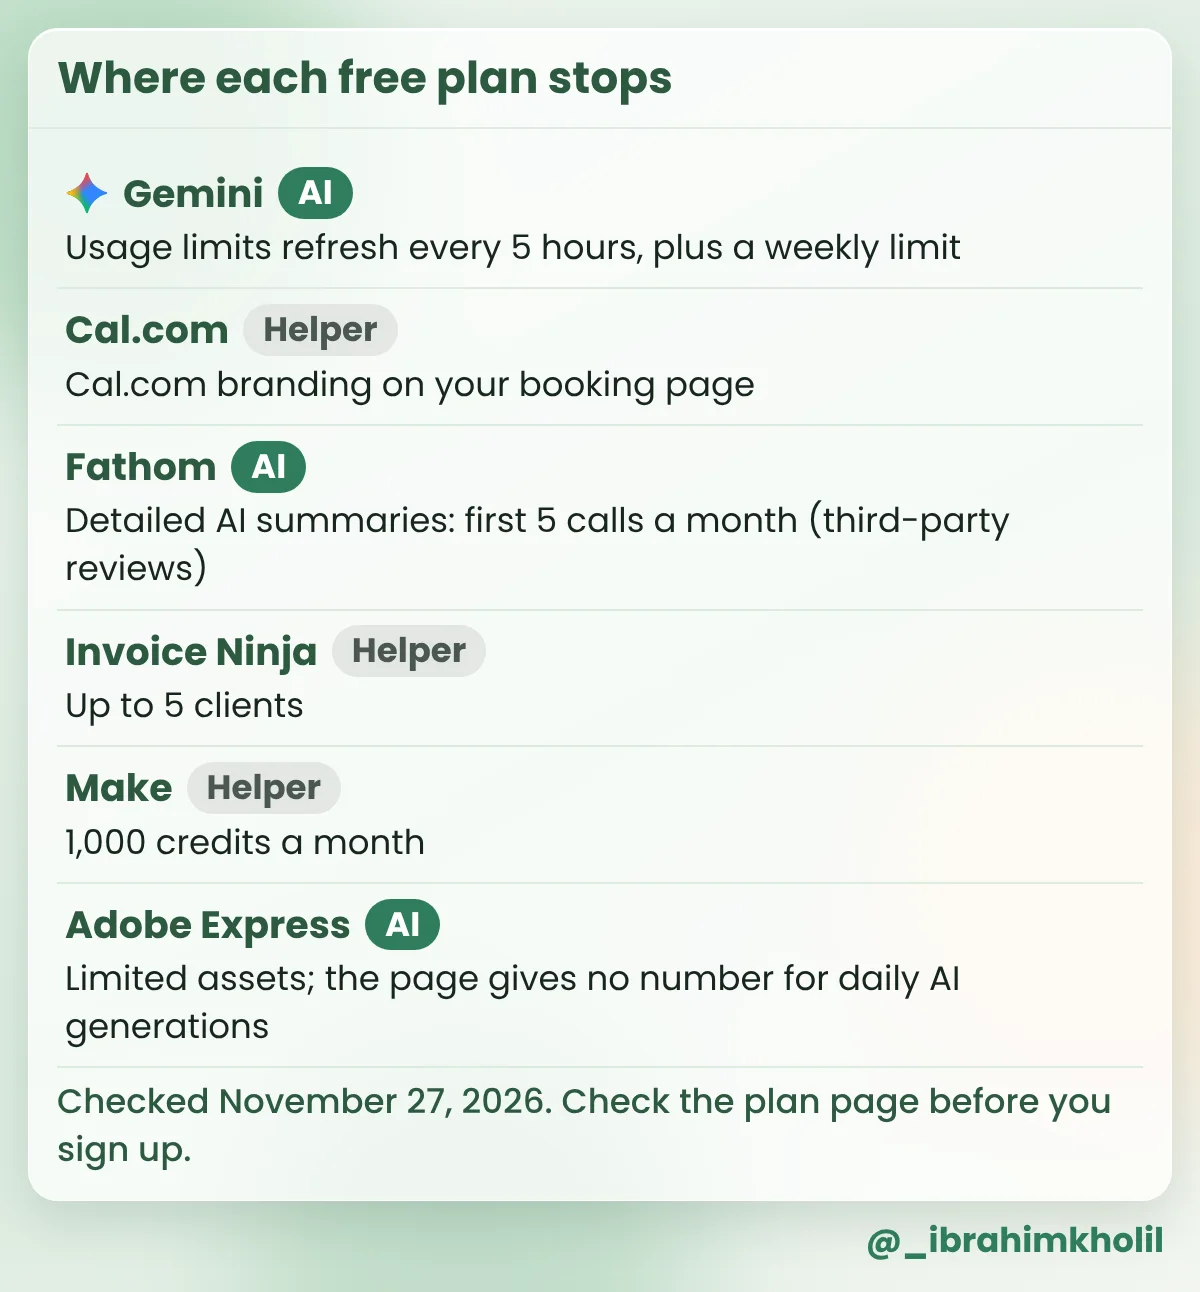 Where each free plan stops
Gemini AI
Usage limits refresh every 5 hours, plus a weekly limit
Cal.com Helper
Cal.com branding on your booking page
Fathom AI
Detailed AI summaries: first 5 calls a month (third-party
reviews)
Invoice Ninja Helper
Up to 5 clients
Make Helper
1,000 credits a month
Adobe Express AI
Limited assets; the page gives no number for daily AI
generations
Checked November 27, 2026. Check the plan page before you
sign up.
@_ibrahimkholil